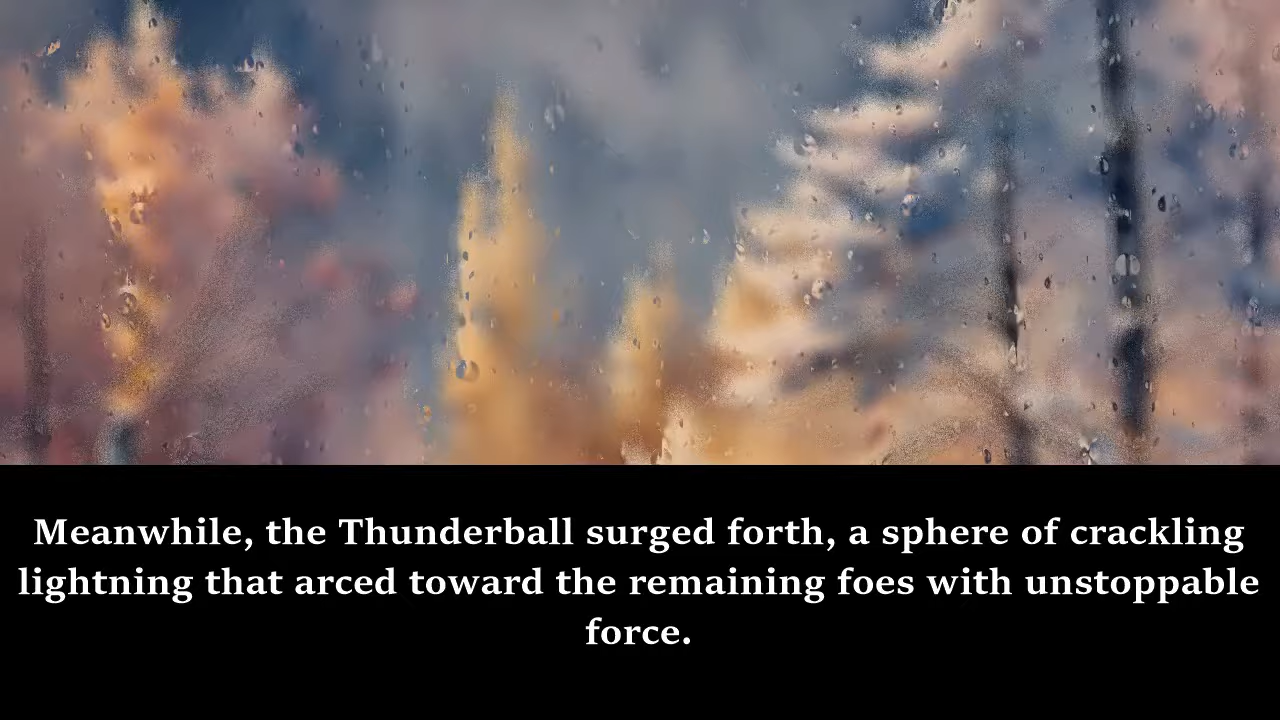 Meanwhile, the Thunderball surged forth, a sphere of crackling
lightning that arced toward the remaining foes with unstoppable
force.